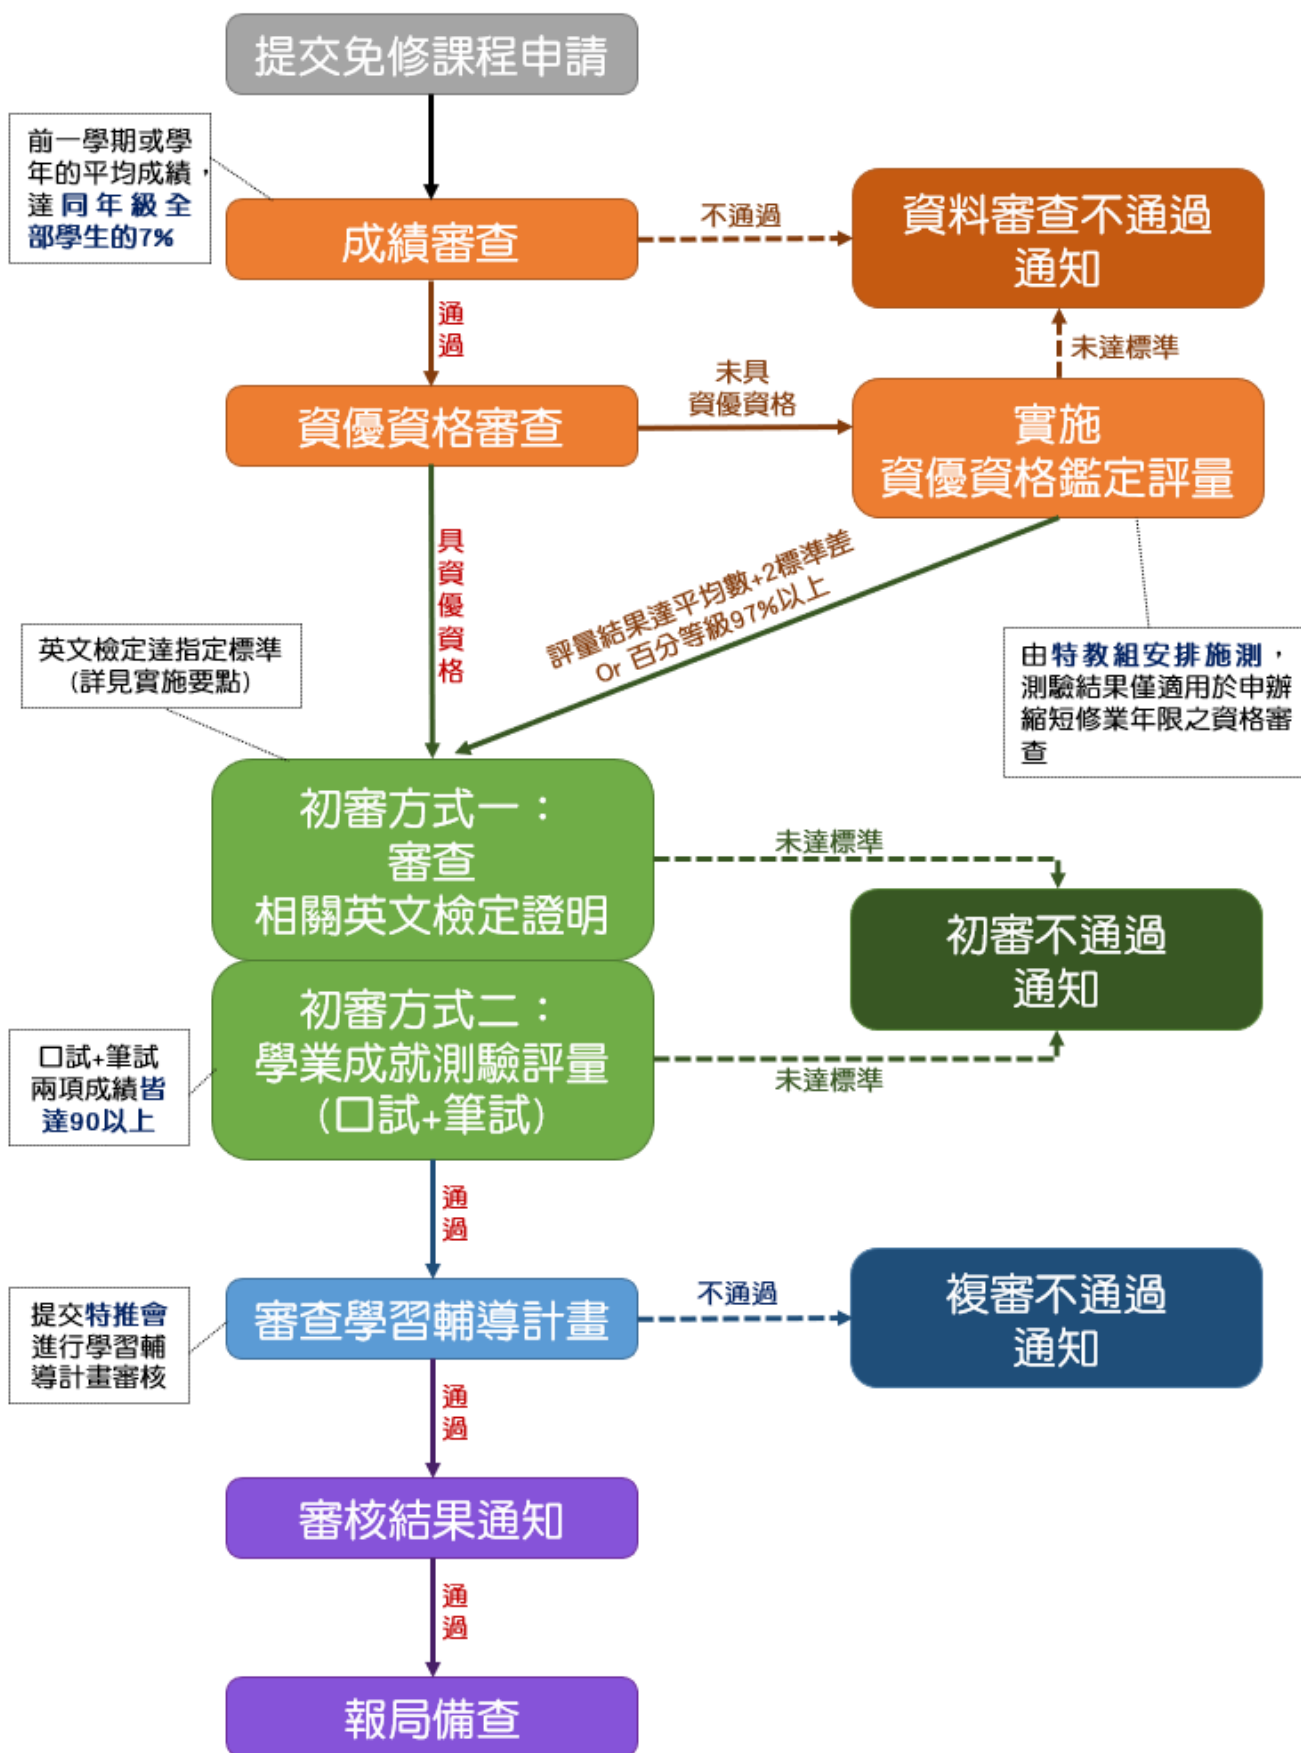 提交免修課程申請
前一學期或學
年的平均成績，
達同年級全
部學生的7%
成績審查
不通過
資料審查不通過
通知
通過
未達標準
資優資格審查
未具
資優資格
實施
資優資格鑑定評量
具資優資格
評量結果達平均數+2標準差
Or 百分等級97%以上
由特教組安排施測，
測驗結果僅適用於申辦
縮短修業年限之資格審
查
英文檢定達指定標準
(詳見實施要點)
初審方式一：
審查
相關英文檢定證明
未達標準
初審不通過
通知
初審方式二：
學業成就測驗評量
(口試+筆試)
未達標準
口試+筆試
兩項成績皆
達90以上
通過
提交特推會
進行學習輔
導計畫審核
審查學習輔導計畫
不通過
複審不通過
通知
通過
審核結果通知
通過
報局備查